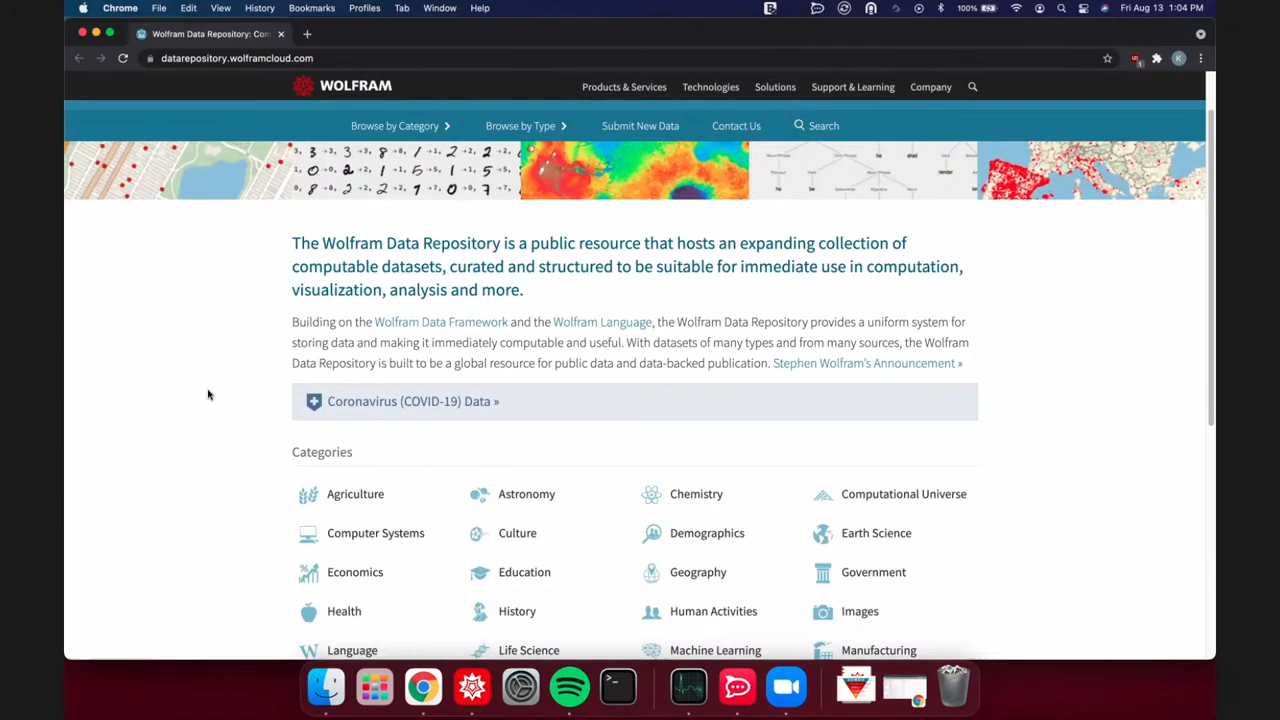 Chrome File Edit View History Bookmarks Profiles Tab Window Help 100% Fri Aug 13 1:04 PM
Wolfram Data Repository: Com
datarepository.wolframcloud.com
WOLFRAM Products & Services Technologies Solutions Support & Learning Company
Browse by Category Browse by Type Submit New Data Contact Us Search
The Wolfram Data Repository is a public resource that hosts an expanding collection of
computable datasets, curated and structured to be suitable for immediate use in computation,
visualization, analysis and more.
Building on the Wolfram Data Framework and the Wolfram Language, the Wolfram Data Repository provides a uniform system for
storing data and making it immediately computable and useful. With datasets of many types and from many sources, the Wolfram
Data Repository is built to be a global resource for public data and data-backed publication. Stephen Wolfram's Announcement »
Coronavirus (COVID-19) Data »
Categories
Agriculture Astronomy Chemistry Computational Universe
Computer Systems Culture Demographics Earth Science
Economics Education Geography Government
Health History Human Activities Images
Language Life Science Machine Learning Manufacturing